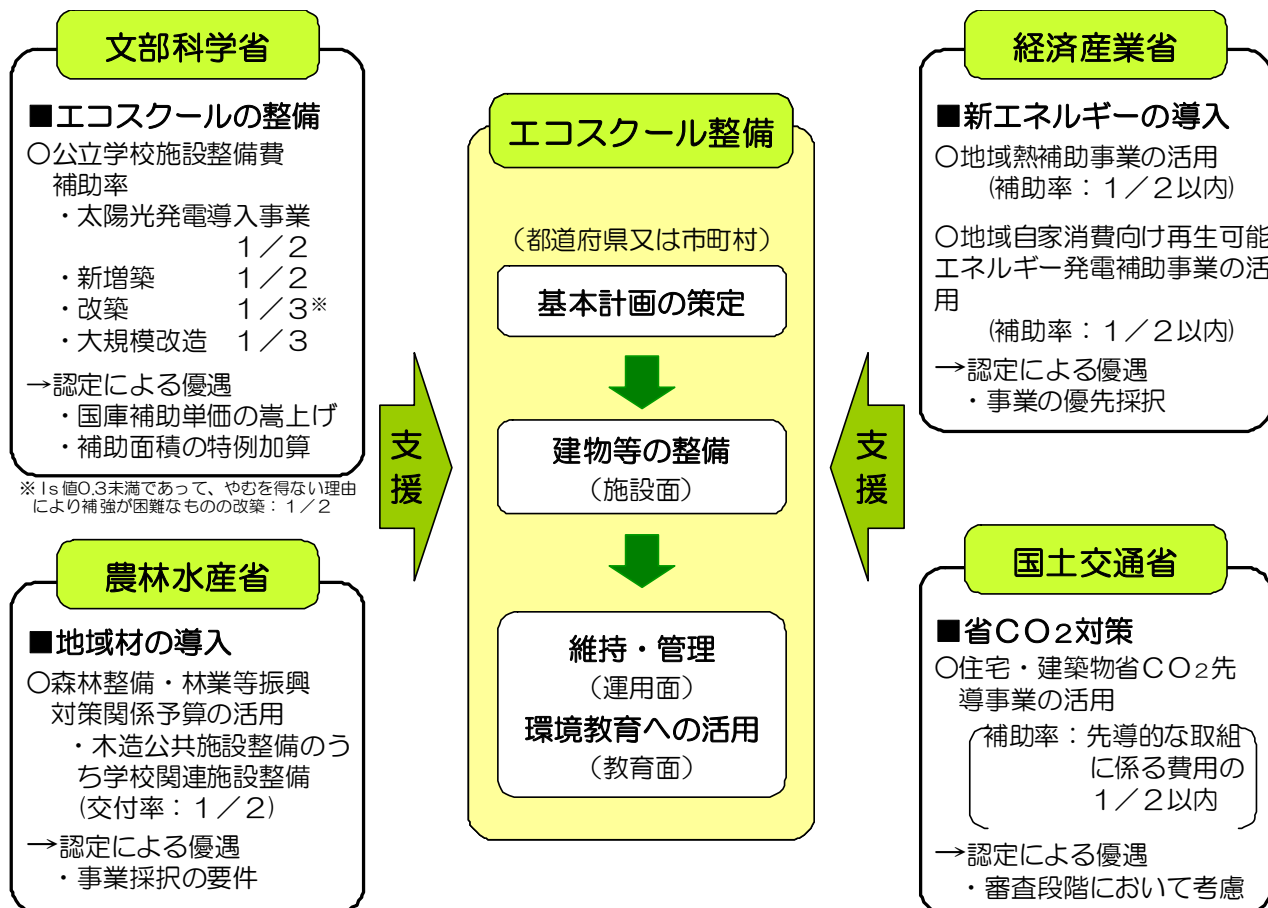 文部科学省
■エコスクールの整備
○公立学校施設整備費
補助率
・太陽光発電導入事業
1／2
・新増築 1／2
・改築 1／3※
・大規模改造 1／3
→認定による優遇
・国庫補助単価の嵩上げ
・補助面積の特例加算
※Is値0.3未満であって、やむを得ない理由
により補強が困難なものの改築：1／2
農林水産省
■地域材の導入
○森林整備・林業等振興
対策関係予算の活用
・木造公共施設整備のう
ち学校関連施設整備
(交付率：1／2)
→認定による優遇
・事業採択の要件
支
援
エコスクール整備
（都道府県又は市町村）
基本計画の策定
建物等の整備
（施設面）
維持・管理
（運用面）
環境教育への活用
（教育面）
支
援
経済産業省
■新エネルギーの導入
○地域熱補助事業の活用
(補助率：1／2以内)
○地域自家消費向け再生可能
エネルギー発電補助事業の活
用
(補助率：1／2以内)
→認定による優遇
・事業の優先採択
国土交通省
■省CO2対策
○住宅・建築物省CO2先
導事業の活用
補助率：先導的な取組
に係る費用の
1／2以内
→認定による優遇
・審査段階において考慮